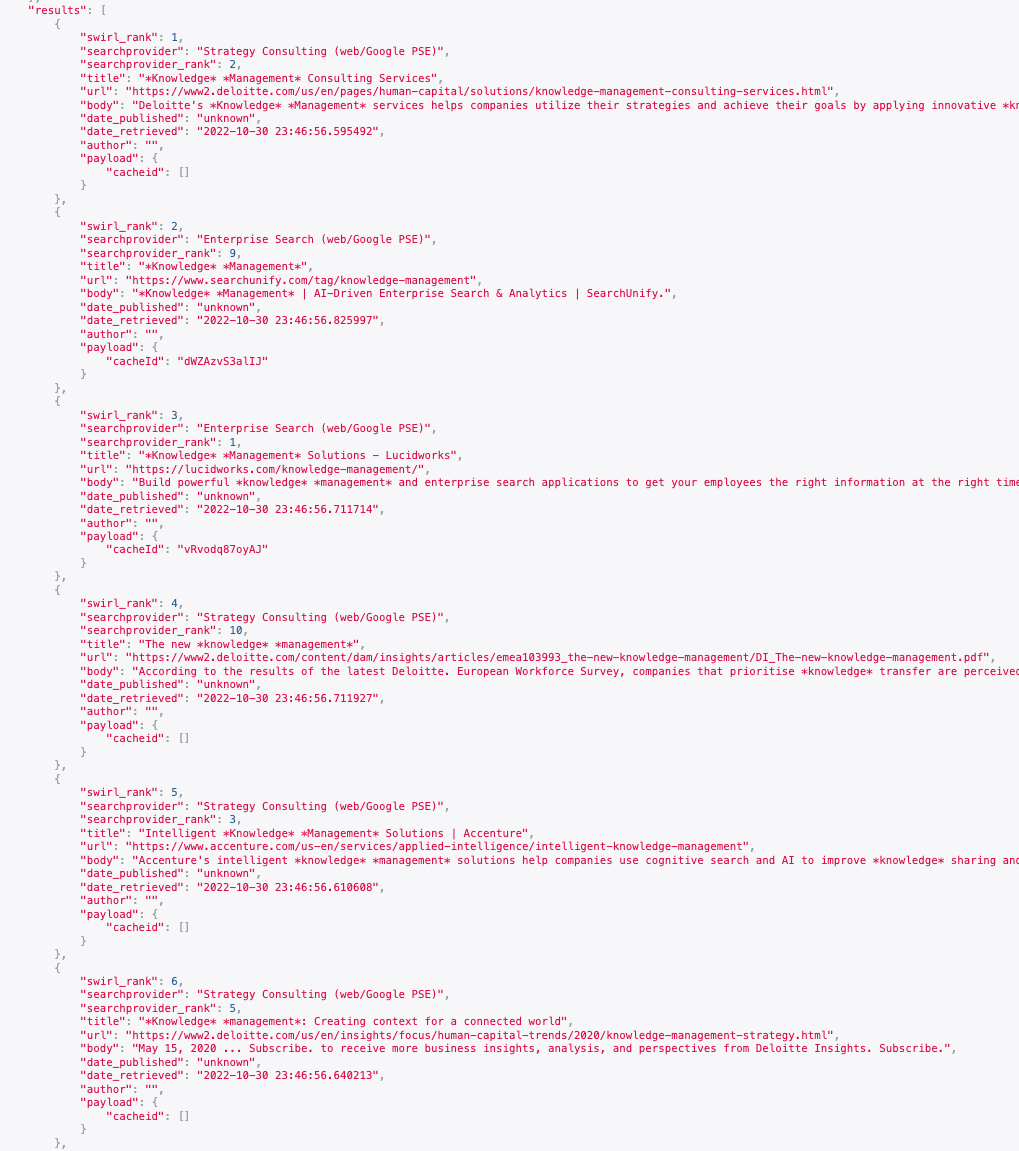 "results": [
{
"swirl_rank": 1,
"searchprovider": "Strategy Consulting (web/Google PSE)",
"searchprovider_rank": 2,
"title": "*Knowledge* *Management* Consulting Services",
"url": "https://www2.deloitte.com/us/en/pages/human-capital/solutions/knowledge-management-consulting-services.html",
"body": "Deloitte's *Knowledge* *Management* services helps companies utilize their strategies and achieve their goals by applying innovative *kn
"date_published": "unknown",
"date_retrieved": "2022-10-30 23:46:56.595492",
"author": "",
"payload": {
"cacheid": []
}
},
{
"swirl_rank": 2,
"searchprovider": "Enterprise Search (web/Google PSE)",
"searchprovider_rank": 9,
"title": "*Knowledge* *Management*",
"url": "https://www.searchunify.com/tag/knowledge-management",
"body": "*Knowledge* *Management* | AI-Driven Enterprise Search & Analytics | SearchUnify.",
"date_published": "unknown",
"date_retrieved": "2022-10-30 23:46:56.825997",
"author": "",
"payload": {
"cacheId": "dWZAzvS3alIJ"
}
},
{
"swirl_rank": 3,
"searchprovider": "Enterprise Search (web/Google PSE)",
"searchprovider_rank": 1,
"title": "*Knowledge* *Management* Solutions – Lucidworks",
"url": "https://lucidworks.com/knowledge-management/",
"body": "Build powerful *knowledge* *management* and enterprise search applications to get your employees the right information at the right time
"date_published": "unknown",
"date_retrieved": "2022-10-30 23:46:56.711714",
"author": "",
"payload": {
"cacheId": "vRvodq87oyAJ"
}
},
{
"swirl_rank": 4,
"searchprovider": "Strategy Consulting (web/Google PSE)",
"searchprovider_rank": 10,
"title": "The new *knowledge* *management*",
"url": "https://www2.deloitte.com/content/dam/insights/articles/emea103993_the-new-knowledge-management/DI_The-new-knowledge-management.pdf",
"body": "According to the results of the latest Deloitte. European Workforce Survey, companies that prioritise *knowledge* transfer are perceived
"date_published": "unknown",
"date_retrieved": "2022-10-30 23:46:56.711927",
"author": "",
"payload": {
"cacheid": []
}
},
{
"swirl_rank": 5,
"searchprovider": "Strategy Consulting (web/Google PSE)",
"searchprovider_rank": 3,
"title": "Intelligent *Knowledge* *Management* Solutions | Accenture",
"url": "https://www.accenture.com/us-en/services/applied-intelligence/intelligent-knowledge-management",
"body": "Accenture's intelligent *knowledge* *management* solutions help companies use cognitive search and AI to improve *knowledge* sharing and
"date_published": "unknown",
"date_retrieved": "2022-10-30 23:46:56.610608",
"author": "",
"payload": {
"cacheid": []
}
},
{
"swirl_rank": 6,
"searchprovider": "Strategy Consulting (web/Google PSE)",
"searchprovider_rank": 5,
"title": "*Knowledge* *management*: Creating context for a connected world",
"url": "https://www2.deloitte.com/us/en/insights/focus/human-capital-trends/2020/knowledge-management-strategy.html",
"body": "May 15, 2020 ... Subscribe. to receive more business insights, analysis, and perspectives from Deloitte Insights. Subscribe.",
"date_published": "unknown",
"date_retrieved": "2022-10-30 23:46:56.640213",
"author": "",
"payload": {
"cacheid": []
}
},